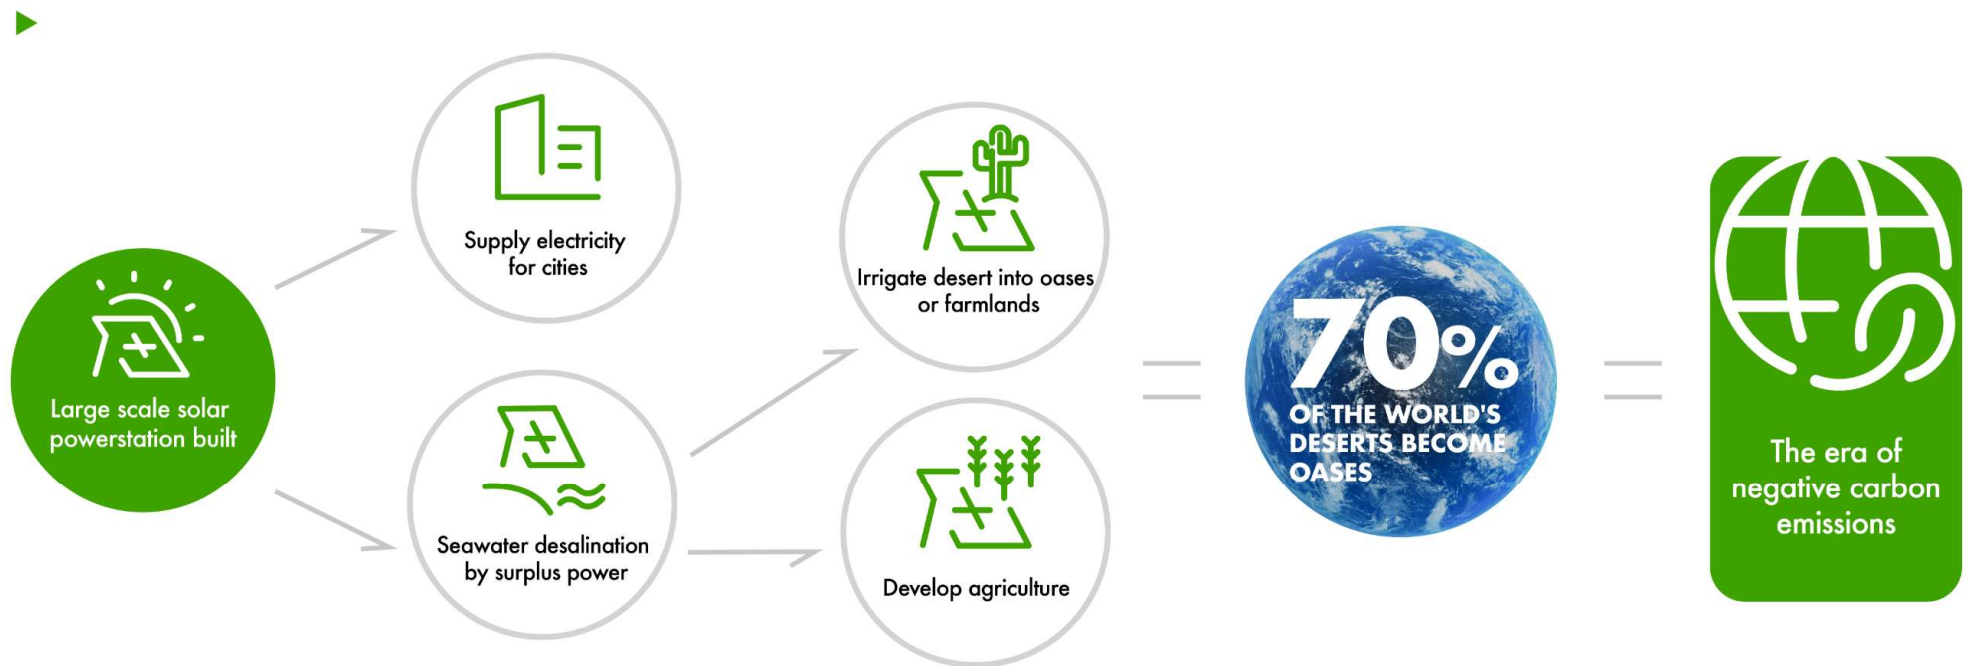 Large scale solar
powerstation built
Supply electricity
for cities
Seawater desalination
by surplus power
Irrigate desert into oases
or farmlands
Develop agriculture
70%
OF THE WORLD'S
DESERTS BECOME
OASES
The era of
negative carbon
emissions